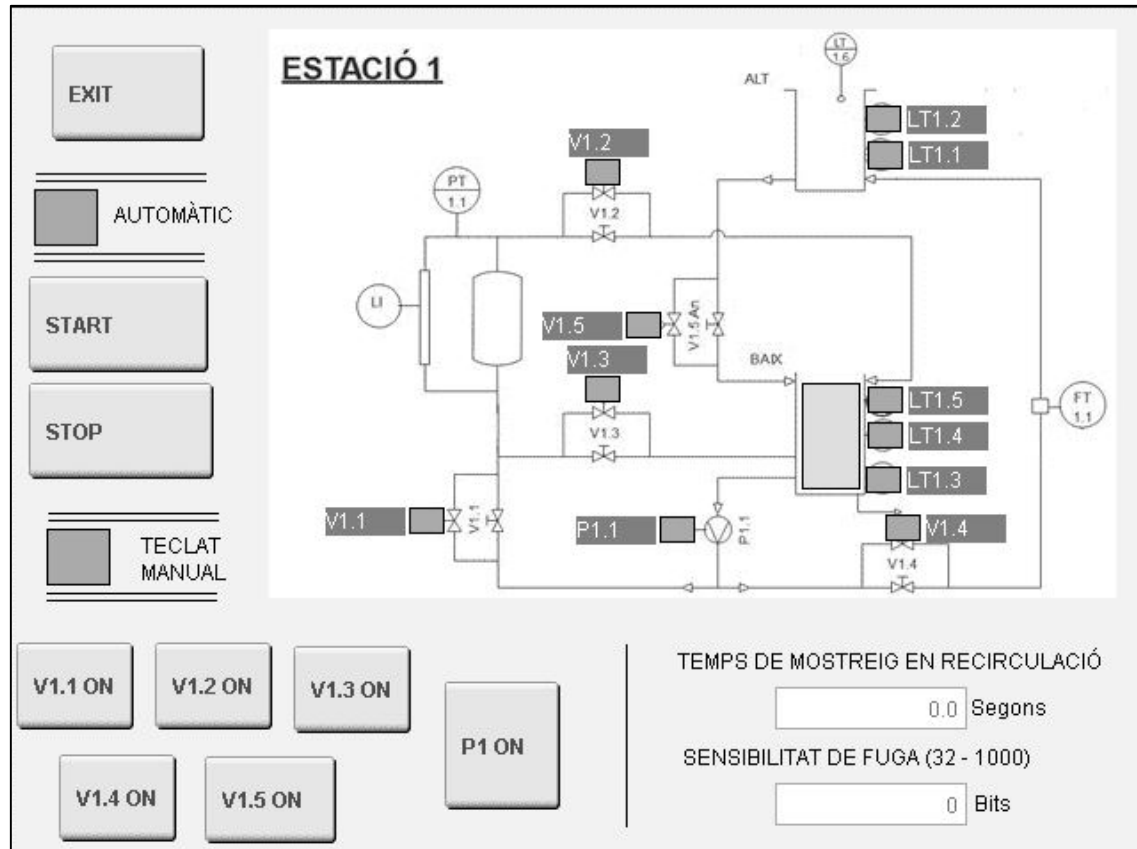 EXIT
AUTOMÀTIC
START
STOP
TECLAT
MANUAL
ESTACIÓ 1
LT
1.6
ALT
LT1.2
LT1.1
V1.2
V1.2
PT
1.1
LI
V1.5
V1.5 An
V1.3
V1.3
BAIX
LT1.5
LT1.4
LT1.3
FT
1.1
V1.1
V1.1
P1.1
P1.1
V1.4
V1.4
V1.1 ON
V1.2 ON
V1.3 ON
V1.4 ON
V1.5 ON
P1 ON
TEMPS DE MOSTREIG EN RECIRCULACIÓ
0.0 Segons
SENSIBILITAT DE FUGA (32 - 1000)
0 Bits